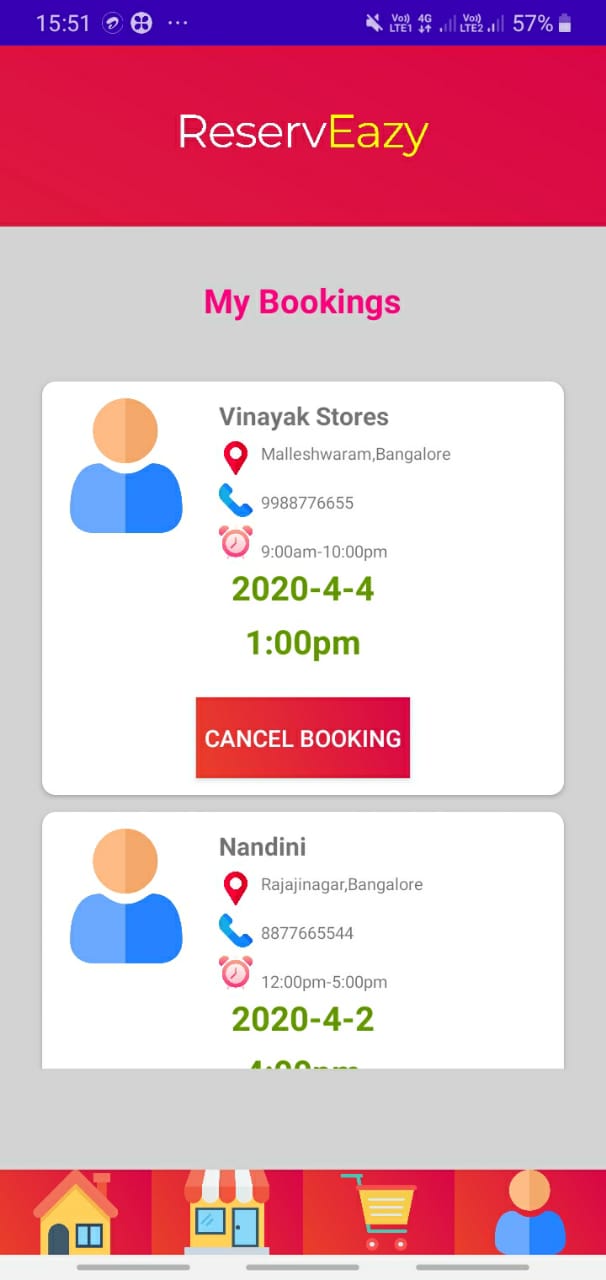 15:51 ... Vo)) LTE1 4G Vo)) LTE2 57%
ReservEazy
My Bookings
Vinayak Stores
Malleshwaram,Bangalore
9988776655
9:00am-10:00pm
2020-4-4
1:00pm
CANCEL BOOKING
Nandini
Rajajinagar,Bangalore
8877665544
12:00pm-5:00pm
2020-4-2